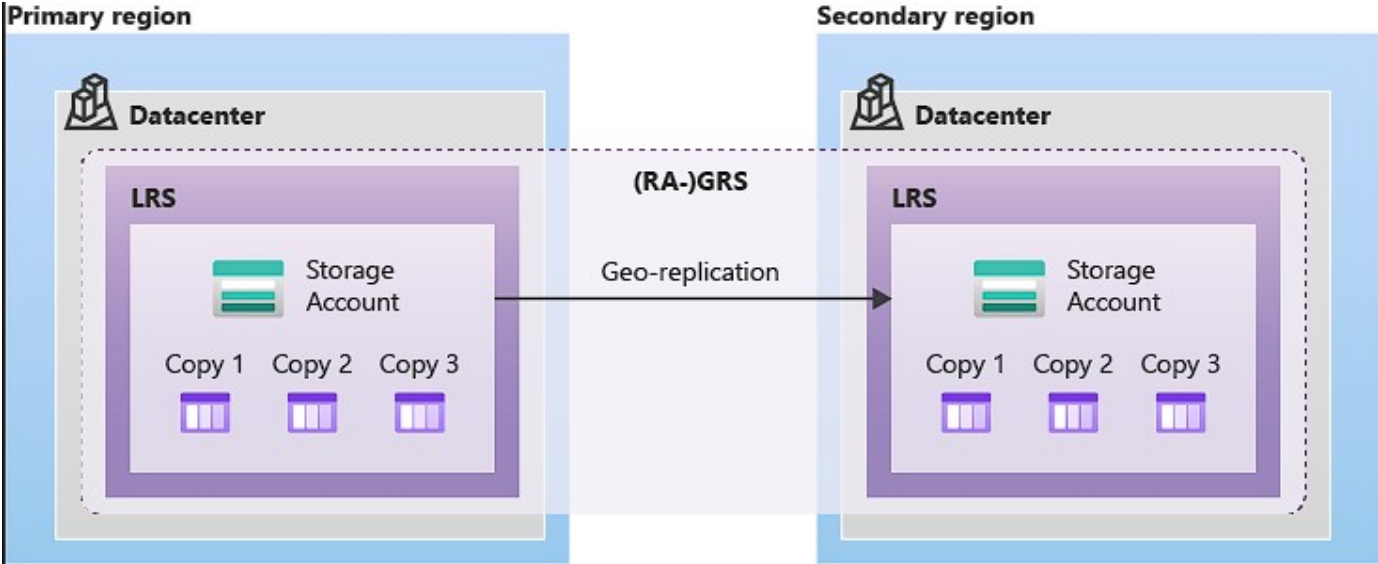 Primary region
Secondary region
Datacenter
Datacenter
(RA-)GRS
LRS
LRS
Storage
Account
Geo-replication
Storage
Account
Copy 1 Copy 2 Copy 3
Copy 1 Copy 2 Copy 3